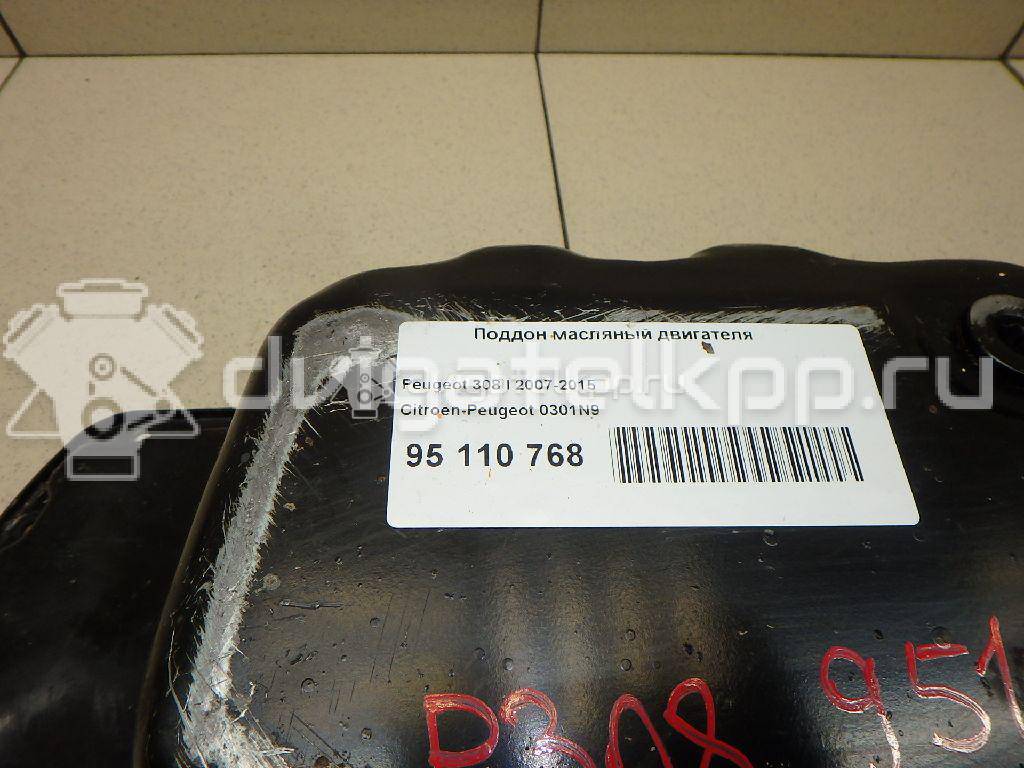 Поддон масляный двигателя
Peugeot 308 I 2007-2015
Citroen-Peugeot 0301N9
95 110 768
dvigatelkpp.ru
P308 951